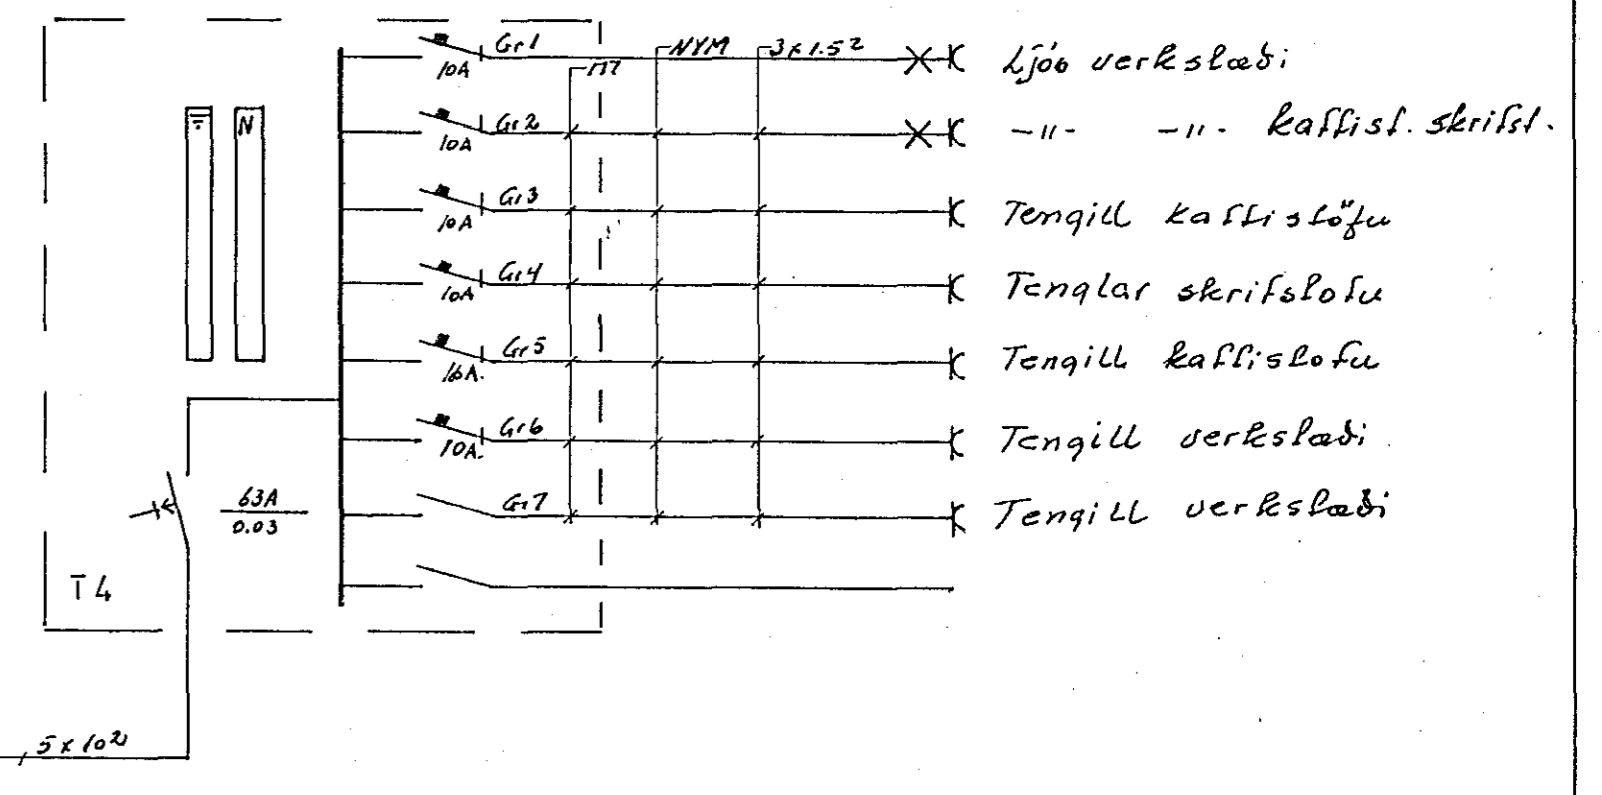 Gr1 NYM 3x1.5² Ljós verkstæði
10A
N Gr2 -"- -"- kaffist. skrifst.
10A
Gr3 Tengill kaffistöfu
10A
Gr4 Tenglar skrifstofu
10A
Gr5 Tengill kaffistofu
16A.
Gr6 Tengill verkstæði
10A.
63A Gr7 Tengill verkstæði
0.03
T4
5x10²